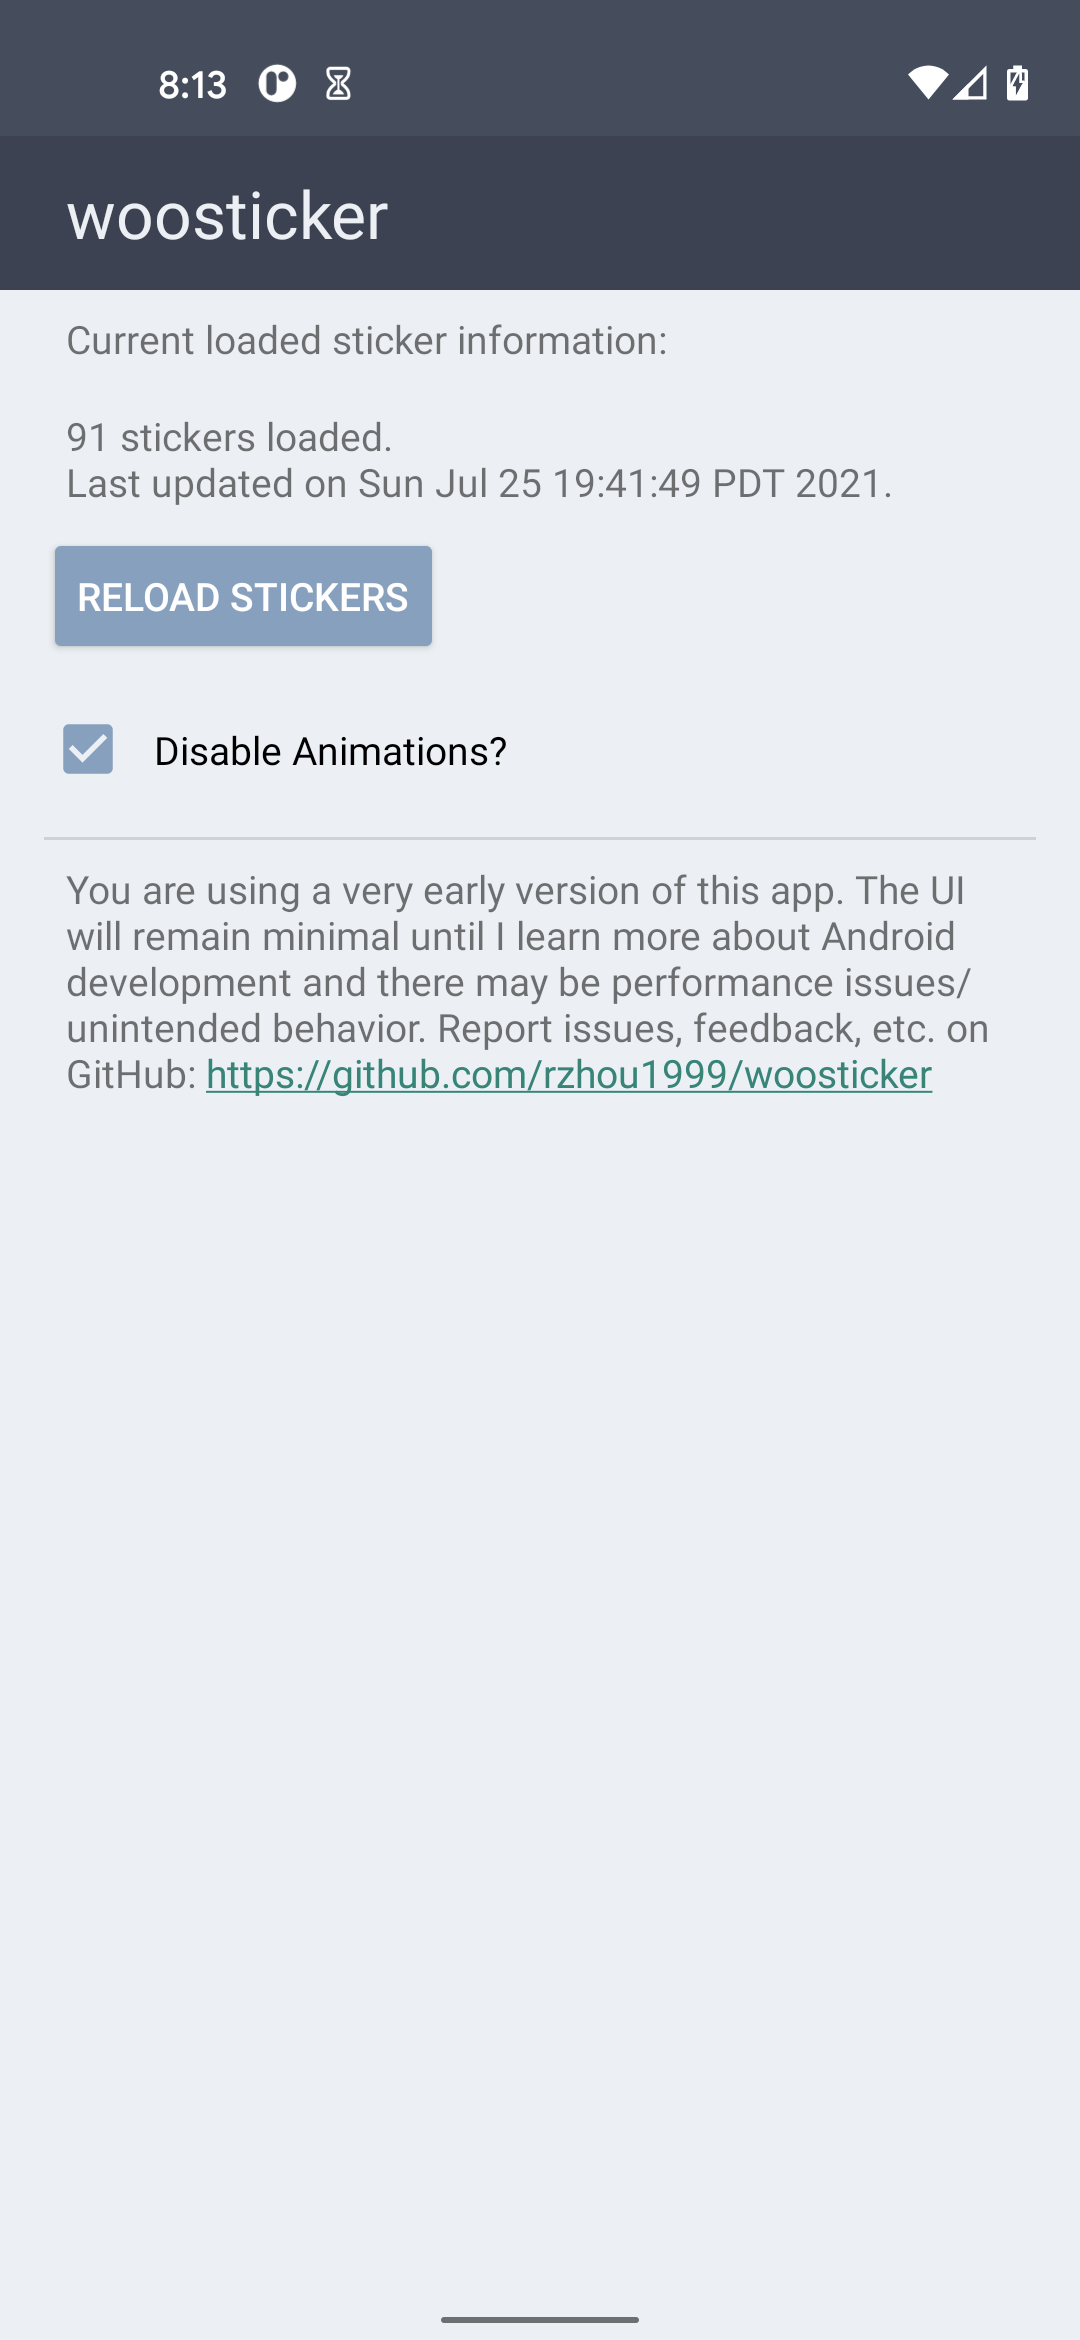 8:13
woosticker
Current loaded sticker information:
91 stickers loaded.
Last updated on Sun Jul 25 19:41:49 PDT 2021.
RELOAD STICKERS
Disable Animations?
You are using a very early version of this app. The UI
will remain minimal until I learn more about Android
development and there may be performance issues/
unintended behavior. Report issues, feedback, etc. on
GitHub: https://github.com/rzhou1999/woosticker